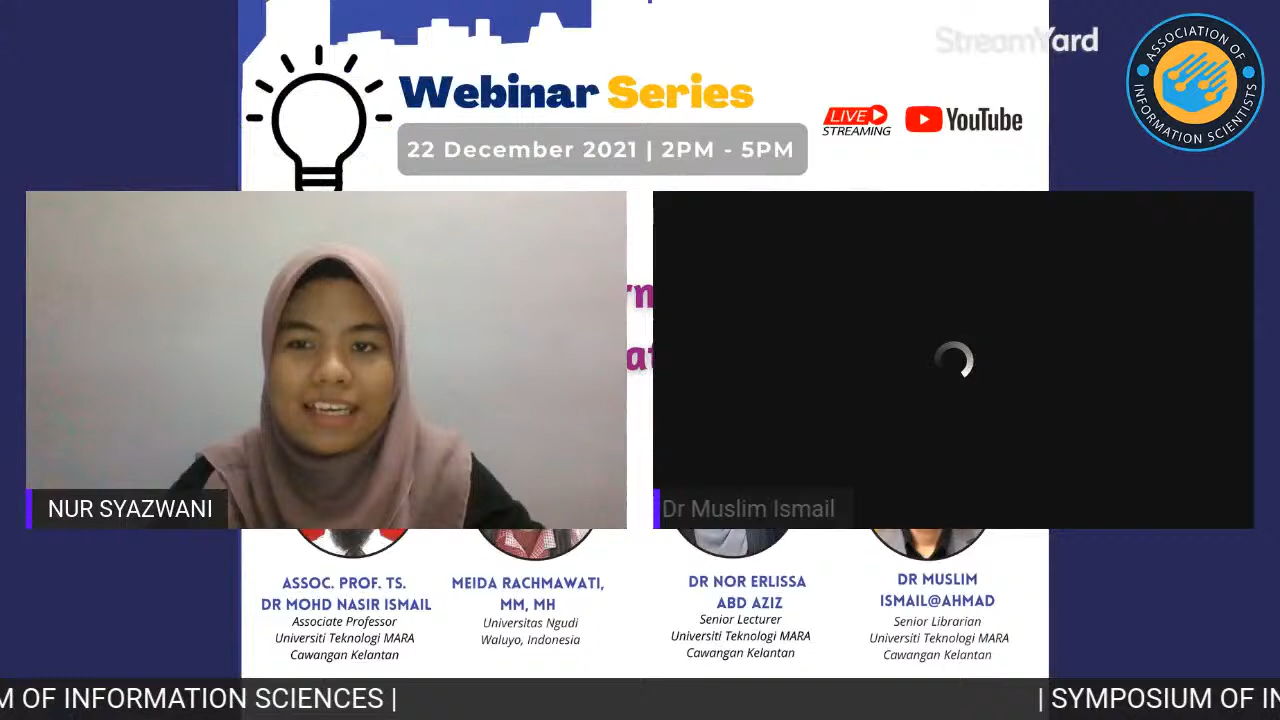 StreamYard
ASSOCIATION OF
INFORMATION SCIENTISTS
Webinar Series
22 December 2021 | 2PM - 5PM
LIVE
STREAMING
YouTube
NUR SYAZWANI
Dr Muslim Ismail
ASSOC. PROF. TS.
DR MOHD NASIR ISMAIL
Associate Professor
Universiti Teknologi MARA
Cawangan Kelantan
MEIDA RACHMAWATI,
MM, MH
Universitas Ngudi
Waluyo, Indonesia
DR NOR ERLISSA
ABD AZIZ
Senior Lecturer
Universiti Teknologi MARA
Cawangan Kelantan
DR MUSLIM
ISMAIL@AHMAD
Senior Librarian
Universiti Teknologi MARA
Cawangan Kelantan
M OF INFORMATION SCIENCES |
| SYMPOSIUM OF IN